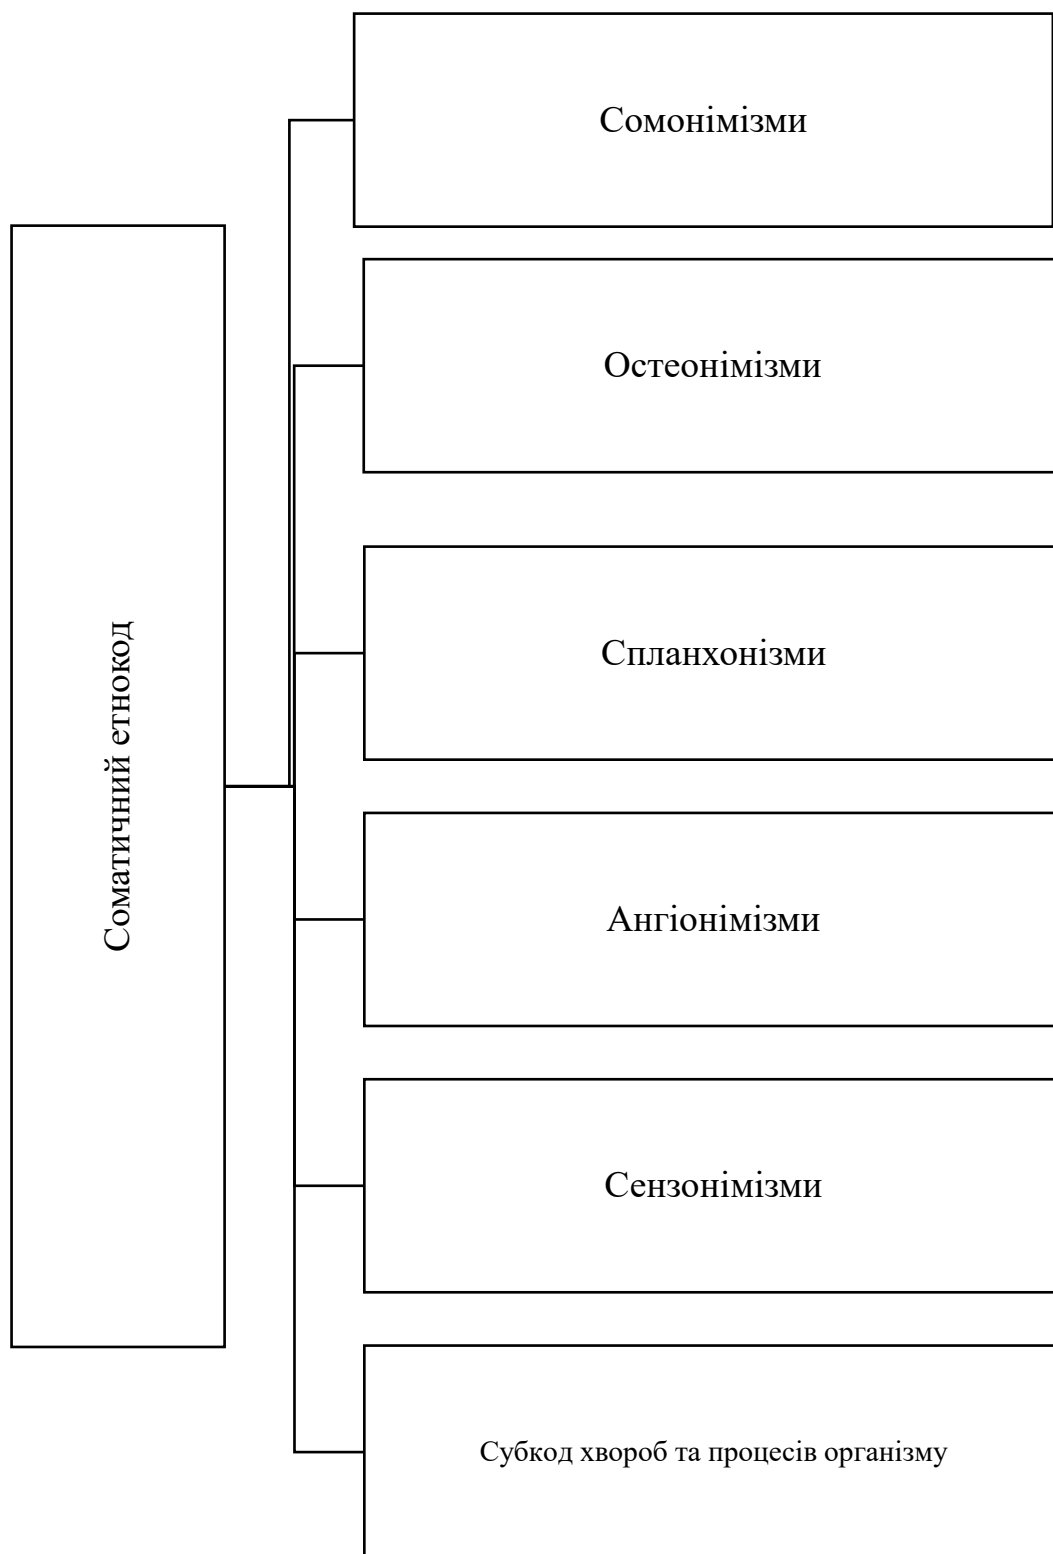 Соматичний етнокод
Сомонімізми
Остеонімізми
Спланхонізми
Ангіонімізми
Сензонімізми
Субкод хвороб та процесів організму